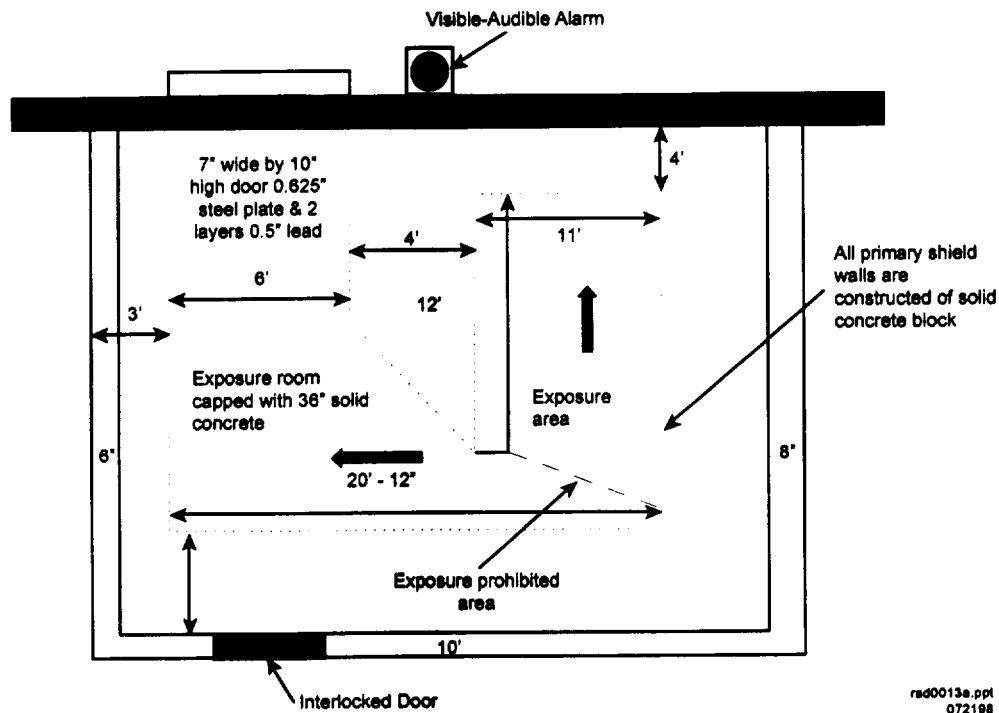 Visible-Audible Alarm
7" wide by 10"
high door 0.625"
steel plate & 2
layers 0.5" lead
4'
11'
4'
6'
12'
3'
All primary shield
walls are
constructed of solid
concrete block
Exposure room
capped with 36" solid
concrete
Exposure
area
6"
8"
20' - 12"
Exposure prohibited
area
10'
Interlocked Door
rsd0013a.ppt
072198